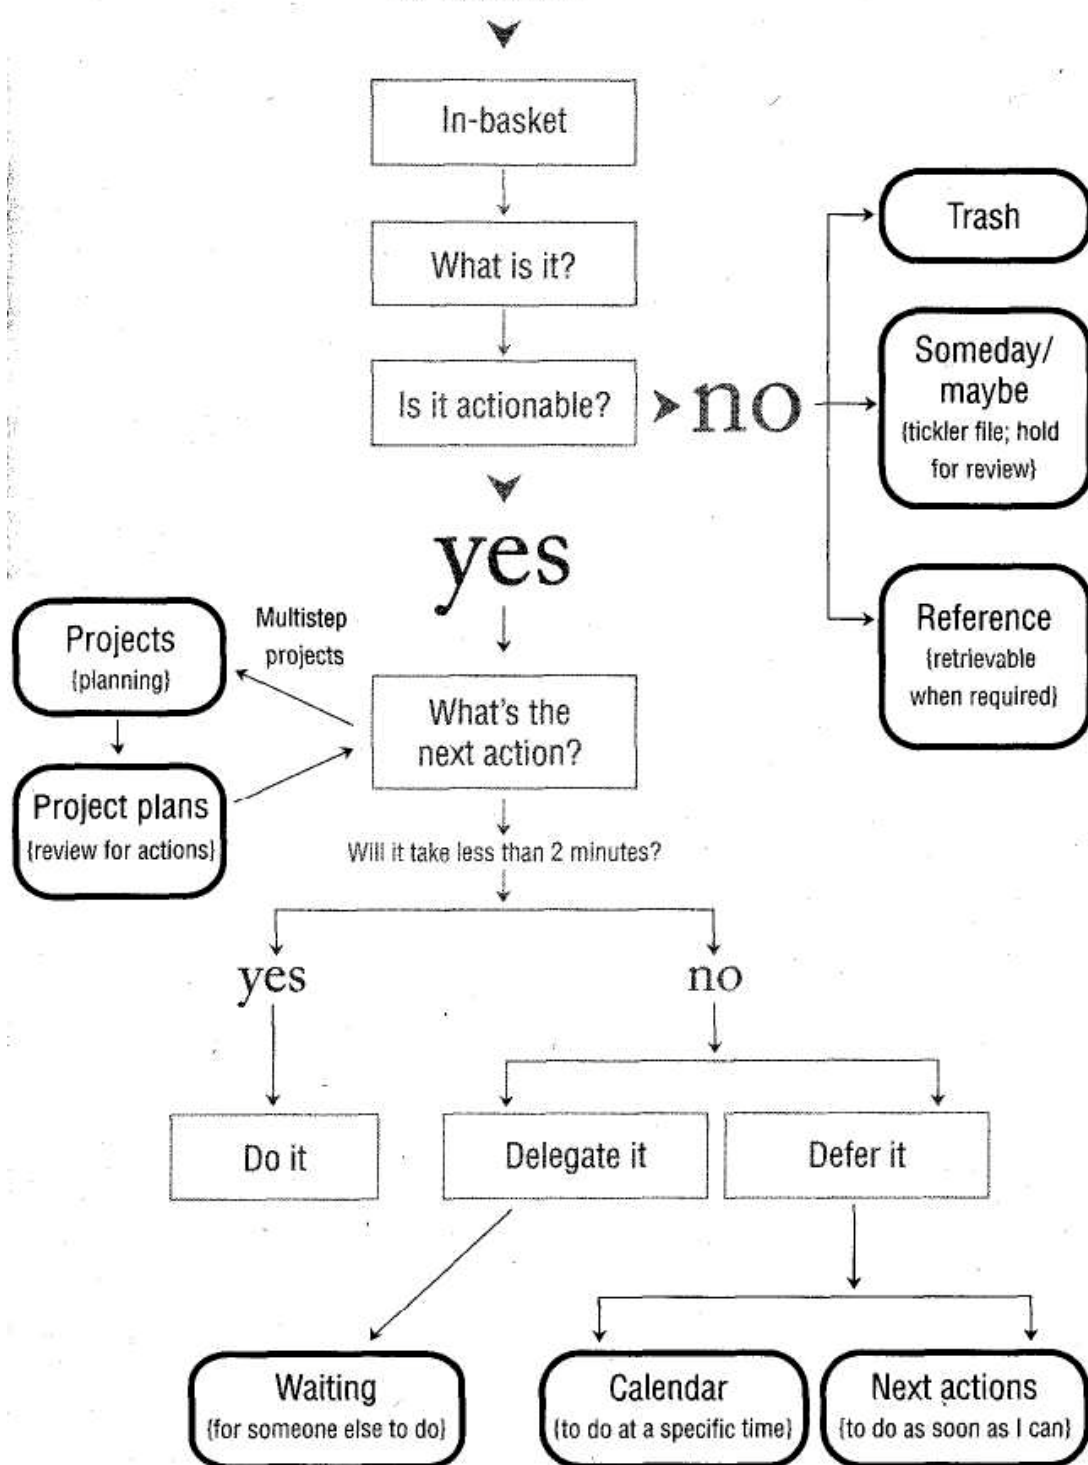 In-basket
What is it?
Is it actionable?
no
Trash
Someday/
maybe
{tickler file; hold
for review}
Reference
{retrievable
when required}
yes
Multistep
projects
Projects
{planning}
Project plans
{review for actions}
What's the
next action?
Will it take less than 2 minutes?
yes
no
Do it
Delegate it
Defer it
Waiting
{for someone else to do}
Calendar
{to do at a specific time}
Next actions
{to do as soon as I can}